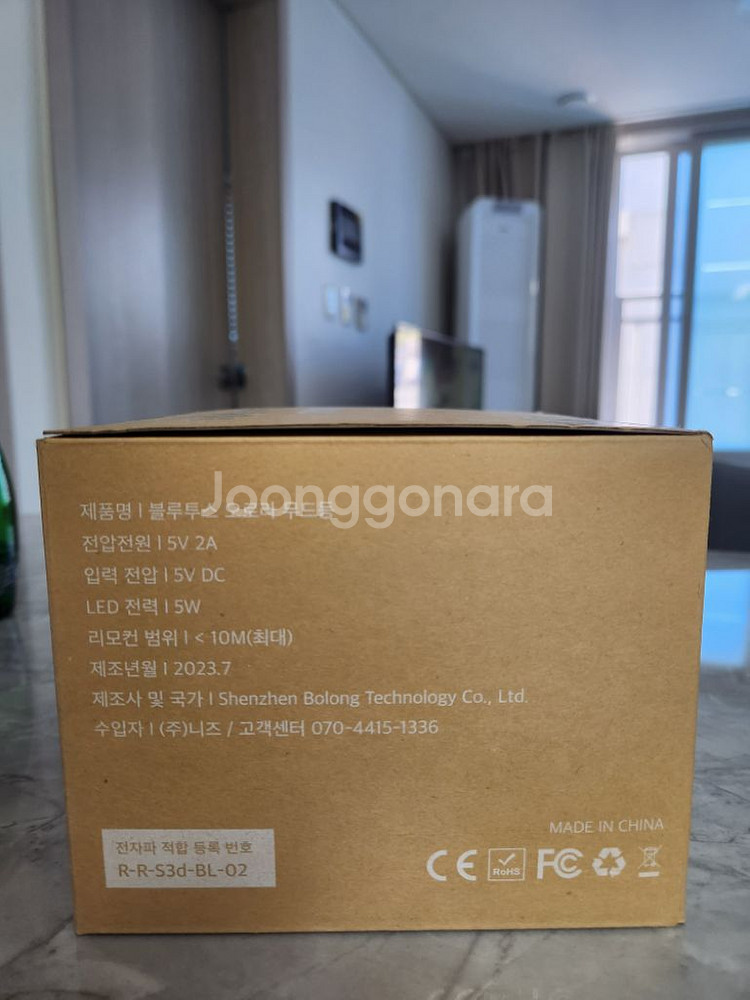 Joonggonara
제품명 | 블루투스 오로라 무드등
전압전원 | 5V 2A
입력 전압 | 5V DC
LED 전력 | 5W
리모컨 범위 | < 10M(최대)
제조년월 | 2023.7
제조사 및 국가 | Shenzhen Bolong Technology Co., Ltd.
수입자 | (주)니즈 / 고객센터 070-4415-1336
MADE IN CHINA
전자파 적합 등록 번호
R-R-S3d-BL-02
CE RoHS FC